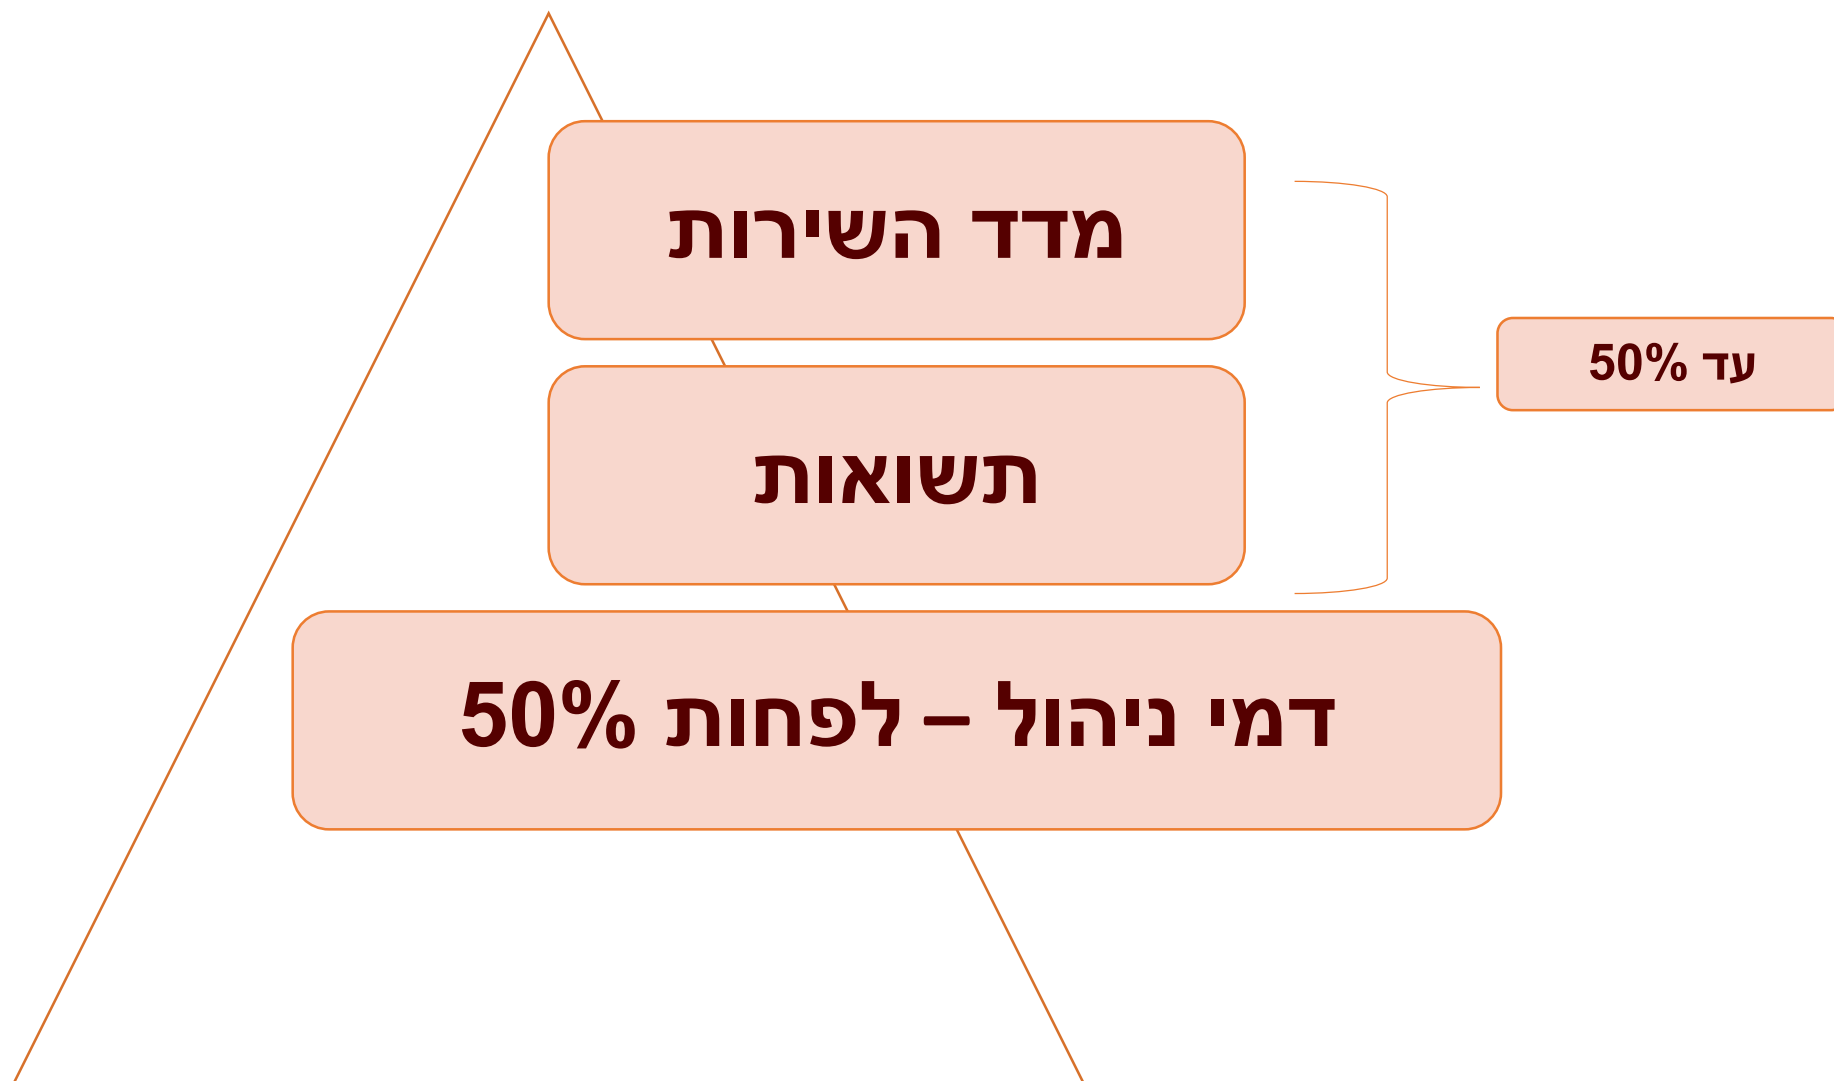 מדד השירות
תשואות
עד 50%
דמי ניהול – לפחות 50%